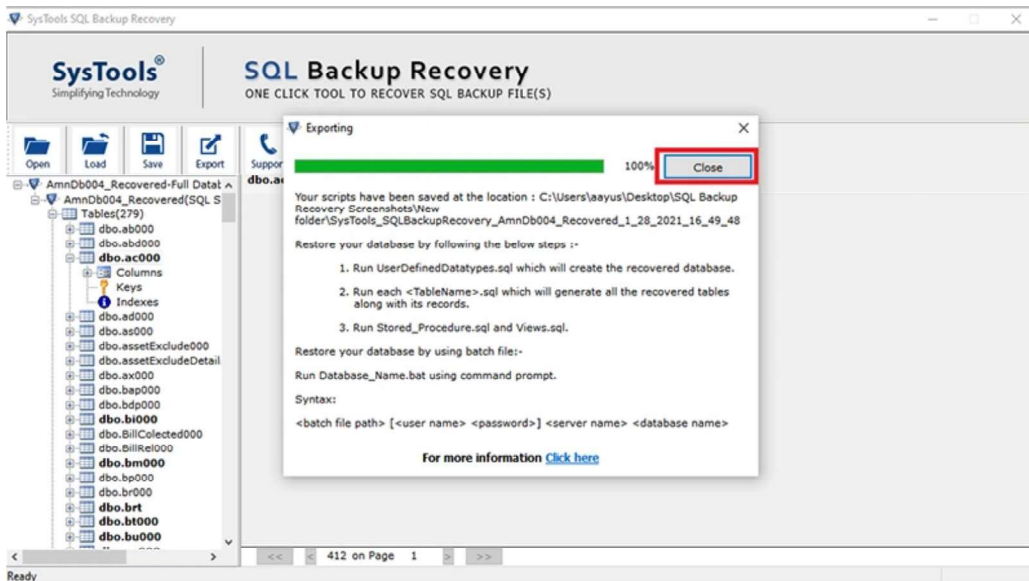 SysTools SQL Backup Recovery
SysTools®
Simplifying Technology
SQL Backup Recovery
ONE CLICK TOOL TO RECOVER SQL BACKUP FILE(S)
Open
Load
Save
Export
Suppor
Exporting
100%
Close
Your scripts have been saved at the location : C:\Users\aayus\Desktop\SQL Backup
Recovery Screenshots\New
folder\SysTools_SQLBackupRecovery_AmnDb004_Recovered_1_28_2021_16_49_48
Restore your database by following the below steps :-
1. Run UserDefinedDatatypes.sql which will create the recovered database.
2. Run each <TableName>.sql which will generate all the recovered tables
along with its records.
3. Run Stored_Procedure.sql and Views.sql.
Restore your database by using batch file:-
Run Database_Name.bat using command prompt.
Syntax:
<batch file path> [<user name> <password>] <server name> <database name>
For more information Click here
AmnDb004_Recovered-Full Datab
AmnDb004_Recovered(SQL S
Tables(279)
dbo.ab000
dbo.abd000
dbo.ac000
Columns
Keys
Indexes
dbo.ad000
dbo.as000
dbo.assetExclude000
dbo.assetExcludeDetail
dbo.ax000
dbo.bap000
dbo.bdp000
dbo.bi000
dbo.BillColected000
dbo.BillRel000
dbo.bm000
dbo.bp000
dbo.br000
dbo.brt
dbo.bt000
dbo.bu000
dbo.ac
<< < 412 on Page 1 > >>
Ready